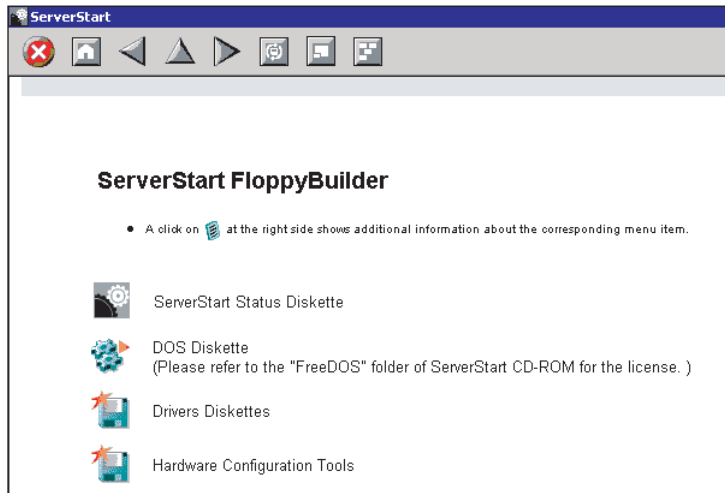 ServerStart
ServerStart FloppyBuilder
A click on at the right side shows additional information about the corresponding menu item.
ServerStart Status Diskette
DOS Diskette
(Please refer to the "FreeDOS" folder of ServerStart CD-ROM for the license. )
Drivers Diskettes
Hardware Configuration Tools